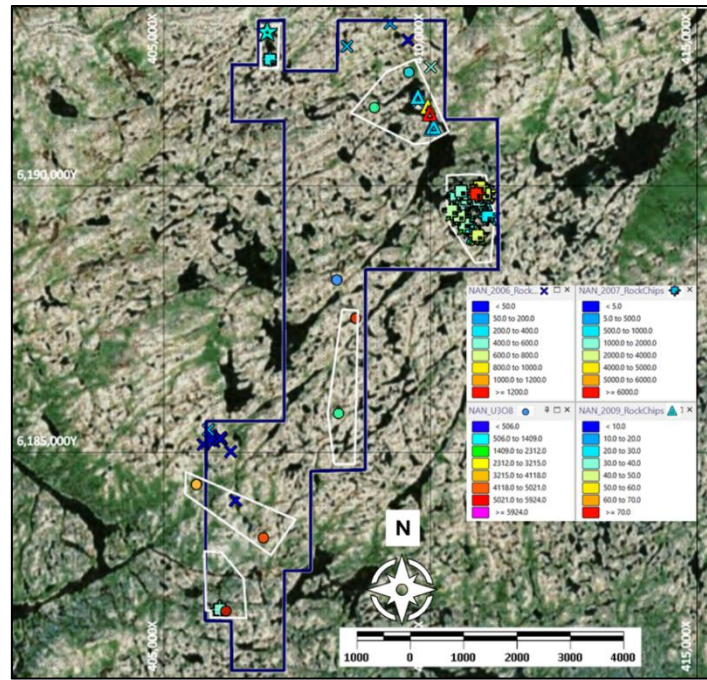 405,000X
410,000X
415,000X
6,190,000Y
NAN_2006_Rock...
< 50.0
50.0 to 200.0
200.0 to 400.0
400.0 to 600.0
600.0 to 800.0
800.0 to 1000.0
1000.0 to 1200.0
>= 1200.0
NAN_2007_RockChips
< 5.0
5.0 to 500.0
500.0 to 1000.0
1000.0 to 2000.0
2000.0 to 4000.0
4000.0 to 5000.0
5000.0 to 6000.0
>= 6000.0
NAN_U3O8
< 506.0
506.0 to 1409.0
1409.0 to 2312.0
2312.0 to 3215.0
3215.0 to 4118.0
4118.0 to 5021.0
5021.0 to 5924.0
>= 5924.0
NAN_2009_RockChips
< 10.0
10.0 to 20.0
20.0 to 30.0
30.0 to 40.0
40.0 to 50.0
50.0 to 60.0
60.0 to 70.0
>= 70.0
6,185,000Y
N
405,000X
415,000X
1000 0 1000 2000 3000 4000